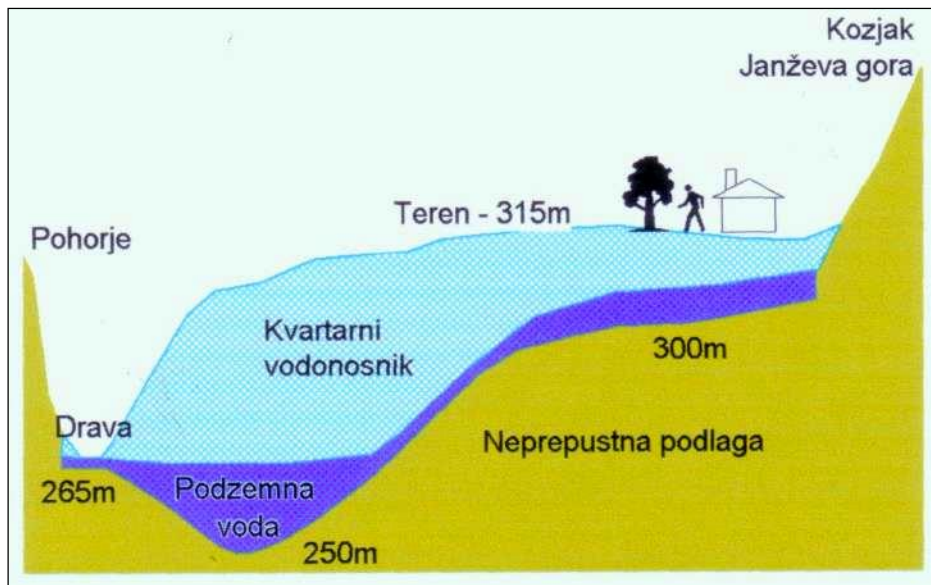 Kozjak
Janževa gora
Teren - 315m
Pohorje
Kvartarni
vodonosnik
300m
Drava
Neprepustna podlaga
265m
Podzemna
voda
250m